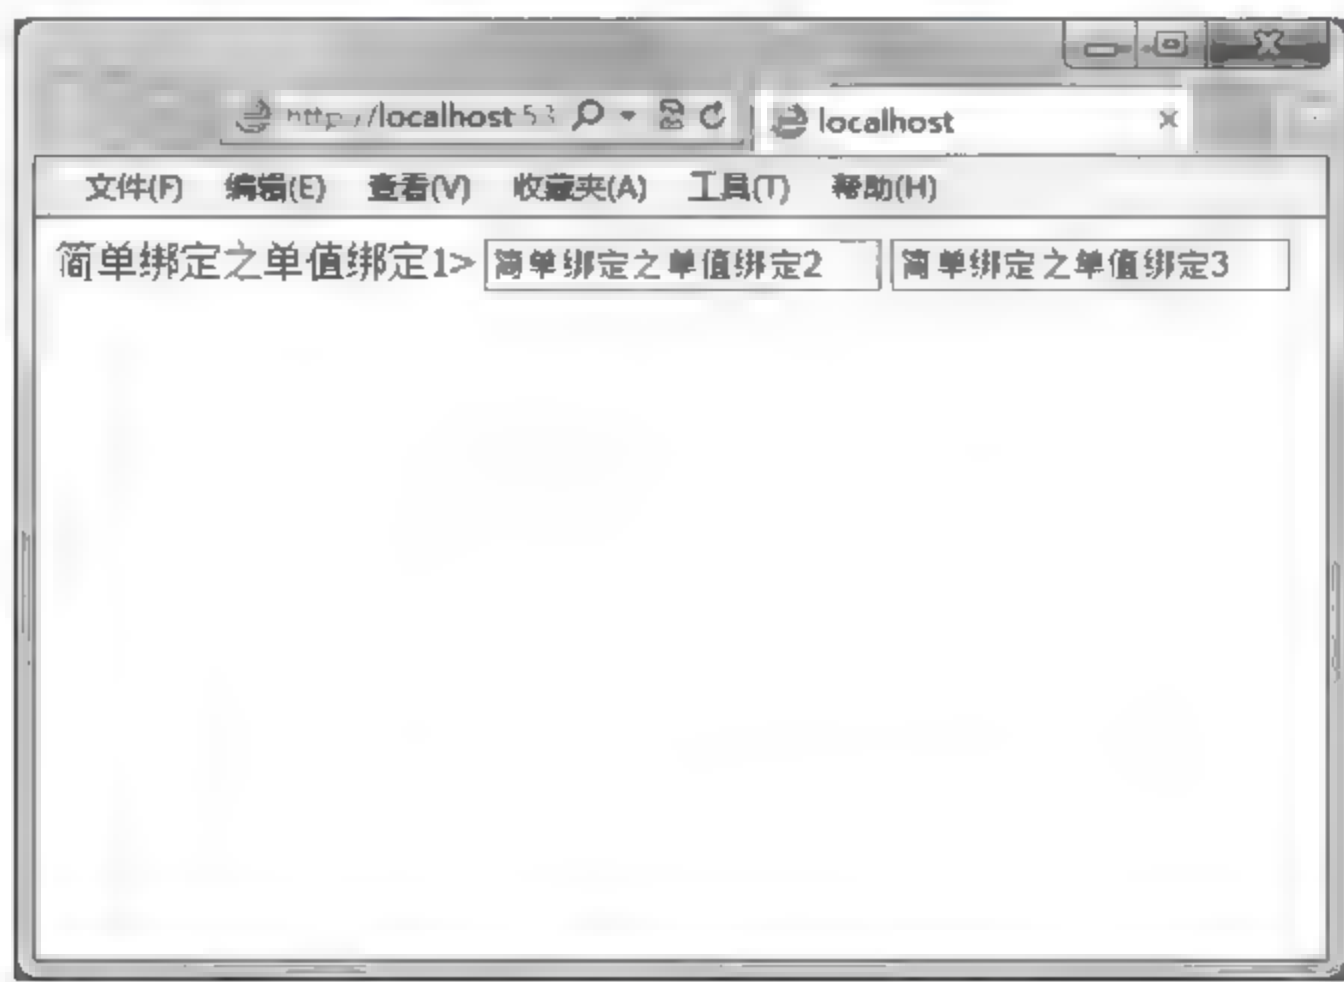 http://localhost:53 localhost
文件(F) 编辑(E) 查看(V) 收藏夹(A) 工具(T) 帮助(H)
简单绑定之单值绑定1> 简单绑定之单值绑定2 简单绑定之单值绑定3